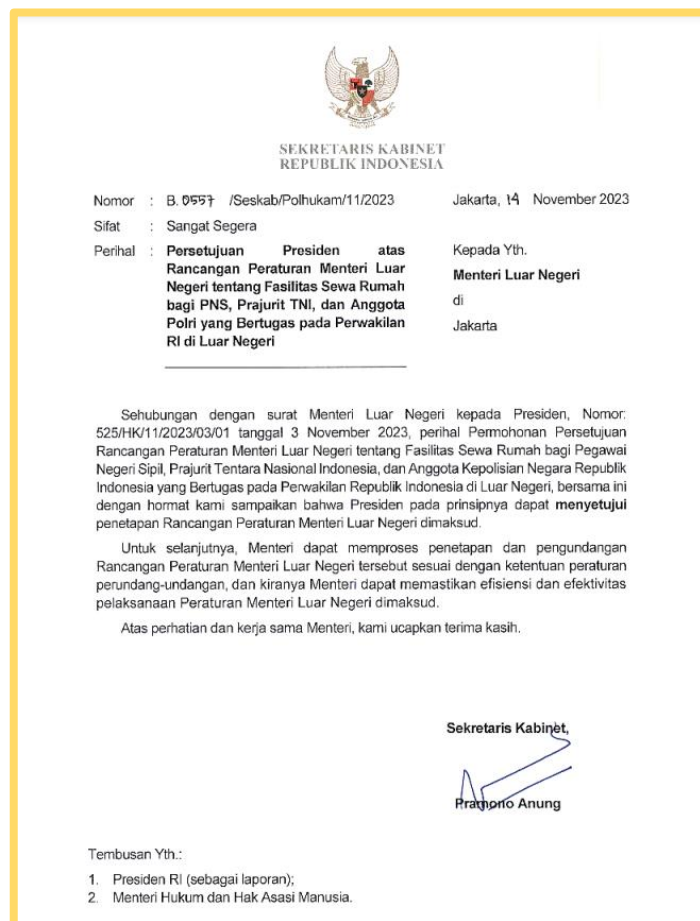 SEKRETARIS KABINET
REPUBLIK INDONESIA
Nomor : B. 0557 /Seskab/Polhukam/11/2023 Jakarta, 14 November 2023
Sifat : Sangat Segera
Perihal : Persetujuan Presiden atas
Rancangan Peraturan Menteri Luar
Negeri tentang Fasilitas Sewa Rumah
bagi PNS, Prajurit TNI, dan Anggota
Polri yang Bertugas pada Perwakilan
RI di Luar Negeri
Kepada Yth.
Menteri Luar Negeri
di
Jakarta
Sehubungan dengan surat Menteri Luar Negeri kepada Presiden, Nomor:
525/HK/11/2023/03/01 tanggal 3 November 2023, perihal Permohonan Persetujuan
Rancangan Peraturan Menteri Luar Negeri tentang Fasilitas Sewa Rumah bagi Pegawai
Negeri Sipil, Prajurit Tentara Nasional Indonesia, dan Anggota Kepolisian Negara Republik
Indonesia yang Bertugas pada Perwakilan Republik Indonesia di Luar Negeri, bersama ini
dengan hormat kami sampaikan bahwa Presiden pada prinsipnya dapat menyetujui
penetapan Rancangan Peraturan Menteri Luar Negeri dimaksud.
Untuk selanjutnya, Menteri dapat memproses penetapan dan pengundangan
Rancangan Peraturan Menteri Luar Negeri tersebut sesuai dengan ketentuan peraturan
perundang-undangan, dan kiranya Menteri dapat memastikan efisiensi dan efektivitas
pelaksanaan Peraturan Menteri Luar Negeri dimaksud.
Atas perhatian dan kerja sama Menteri, kami ucapkan terima kasih.
Sekretaris Kabinet,
Pramono Anung
Tembusan Yth.:
1. Presiden RI (sebagai laporan);
2. Menteri Hukum dan Hak Asasi Manusia.